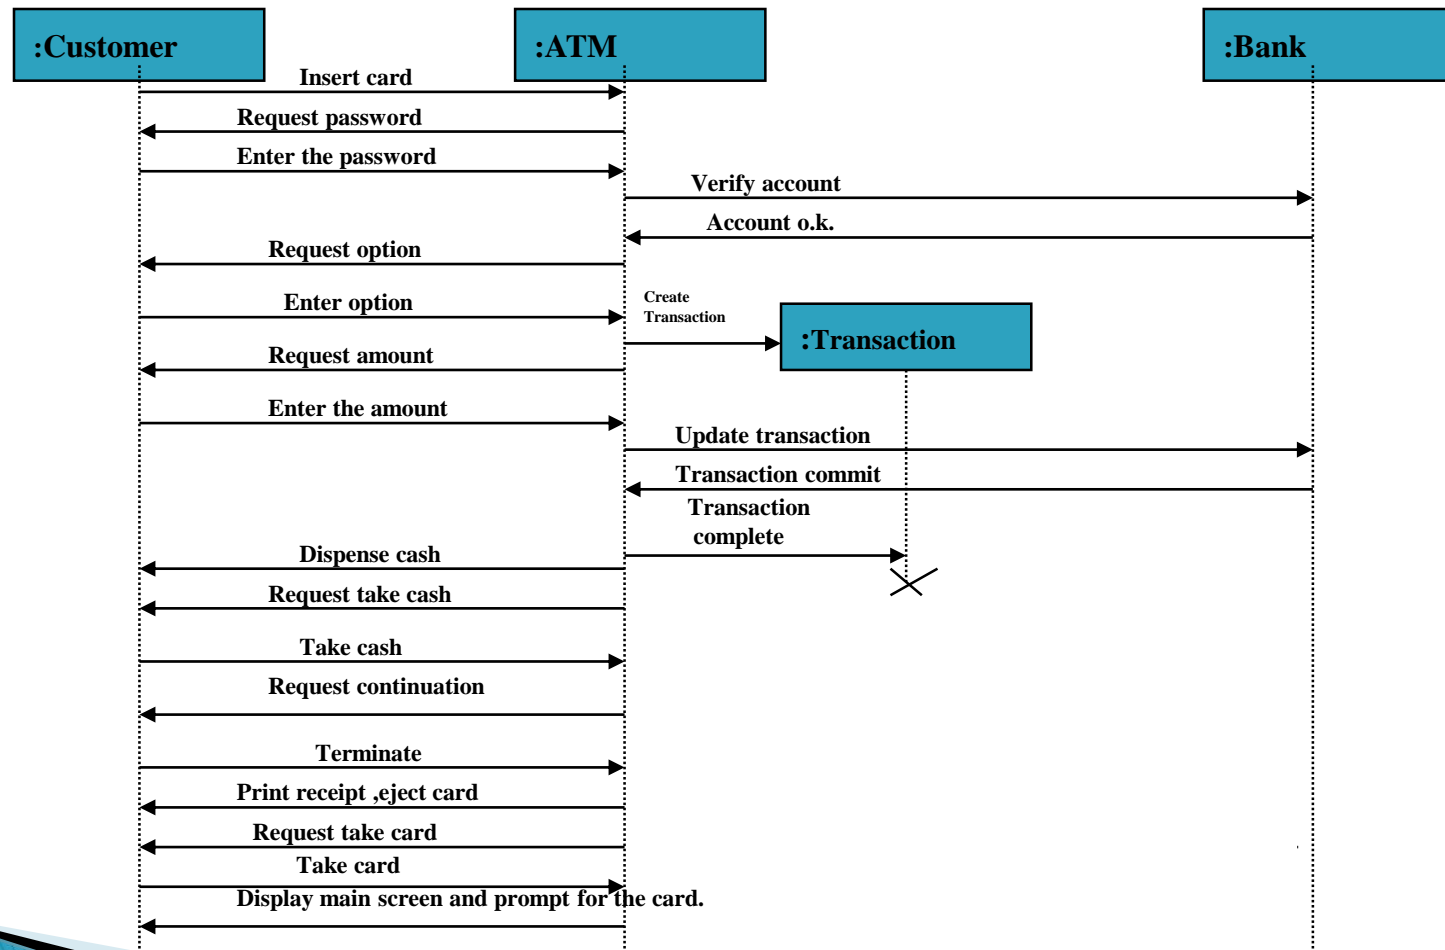 :Customer
:ATM
:Bank
Insert card
Request password
Enter the password
Verify account
Account o.k.
Request option
Enter option
Create
Transaction
:Transaction
Request amount
Enter the amount
Update transaction
Transaction commit
Transaction
complete
Dispense cash
Request take cash
Take cash
Request continuation
Terminate
Print receipt ,eject card
Request take card
Take card
Display main screen and prompt for the card.